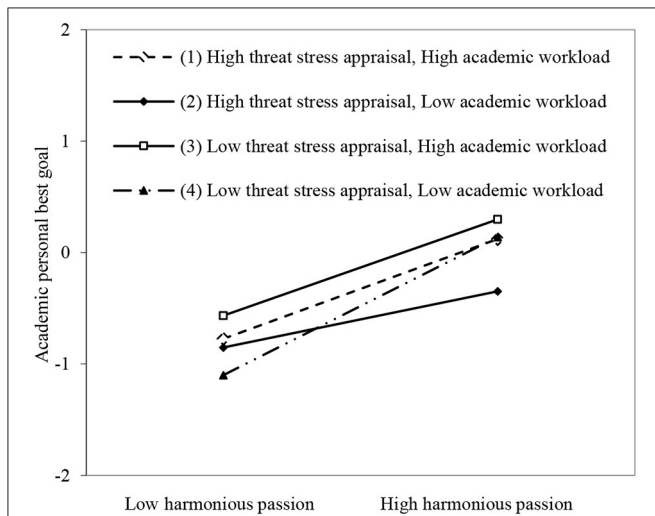 2
(1) High threat stress appraisal, High academic workload
(2) High threat stress appraisal, Low academic workload
1
(3) Low threat stress appraisal, High academic workload
(4) Low threat stress appraisal, Low academic workload
0
Academic personal best goal
-1
-2
Low harmonious passion
High harmonious passion